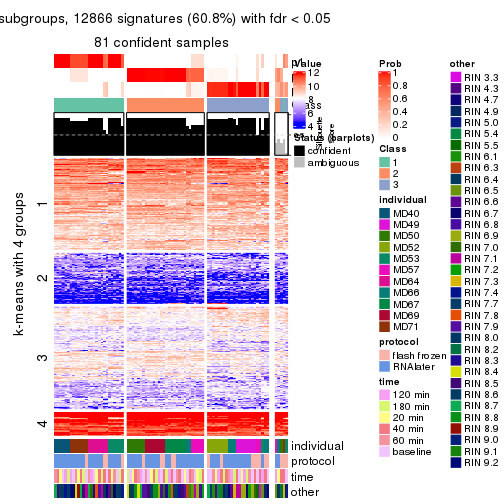 subgroups, 12866 signatures (60.8%) with fdr < 0.05
81 confident samples
k-means with 4 groups
1
2
3
4
individual
protocol
time
other
Value
12
10
8
6
4
Status (barplots)
confident
ambiguous
Silhouette
score
Prob
1
0.8
0.6
0.4
0.2
0
Class
1
2
3
individual
MD40
MD49
MD50
MD52
MD53
MD57
MD64
MD66
MD67
MD69
MD71
protocol
flash frozen
RNAlater
time
120 min
180 min
20 min
40 min
60 min
baseline
other
RIN 3.3
RIN 4.3
RIN 4.7
RIN 4.9
RIN 5.0
RIN 5.4
RIN 5.5
RIN 6.1
RIN 6.3
RIN 6.4
RIN 6.5
RIN 6.6
RIN 6.7
RIN 6.8
RIN 6.9
RIN 7.0
RIN 7.1
RIN 7.2
RIN 7.3
RIN 7.4
RIN 7.7
RIN 7.8
RIN 7.9
RIN 8.0
RIN 8.2
RIN 8.3
RIN 8.4
RIN 8.5
RIN 8.6
RIN 8.7
RIN 8.8
RIN 8.9
RIN 9.0
RIN 9.1
RIN 9.2